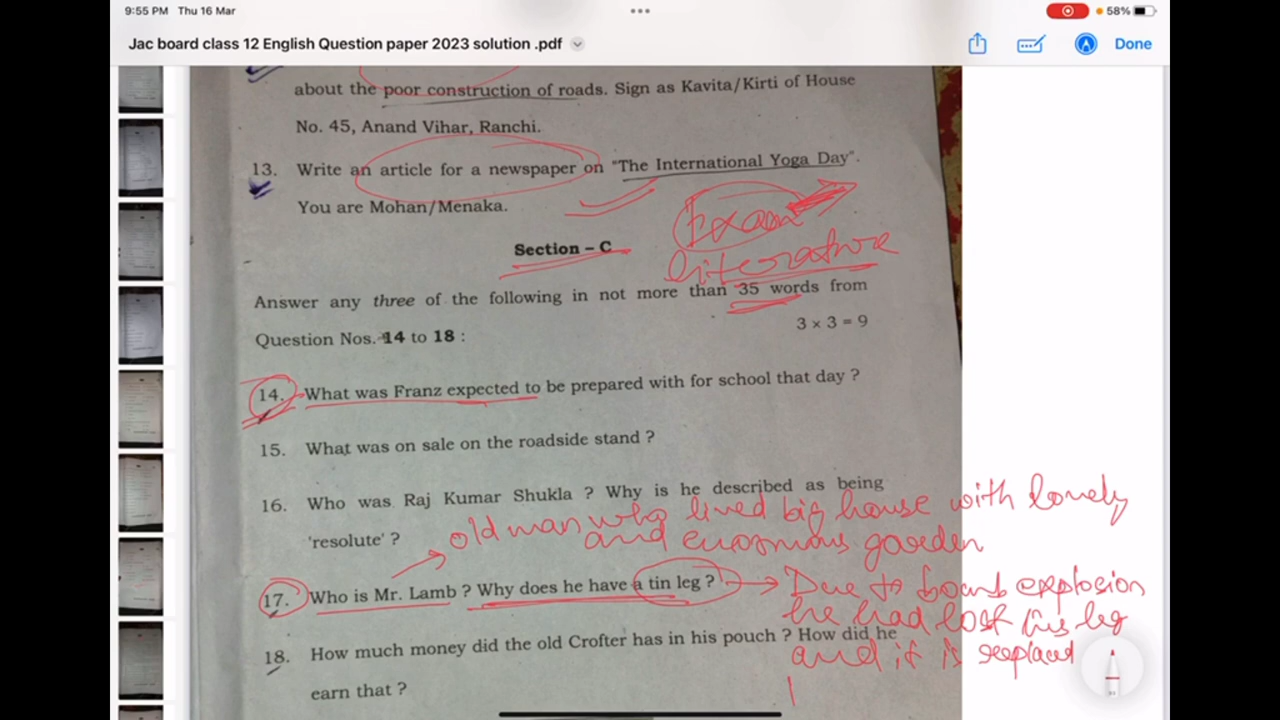 9:55 PM Thu 16 Mar
58%
Jac board class 12 English Question paper 2023 solution .pdf
Done
about the poor construction of roads. Sign as Kavita/Kirti of House
No. 45, Anand Vihar, Ranchi.
13. Write an article for a newspaper on "The International Yoga Day".
You are Mohan/Menaka.
Exam
Section – C
literature
Answer any three of the following in not more than 35 words from
Question Nos. 14 to 18 :
3 × 3 = 9
14. What was Franz expected to be prepared with for school that day ?
15. What was on sale on the roadside stand ?
16. Who was Raj Kumar Shukla ? Why is he described as being
'resolute' ?
old man who lived big house with lonely
and enormous garden
17. Who is Mr. Lamb ? Why does he have a tin leg ?
Due to bomb explosion
he had lost his leg
and it is replaced
18. How much money did the old Crofter has in his pouch ? How did he
earn that ?